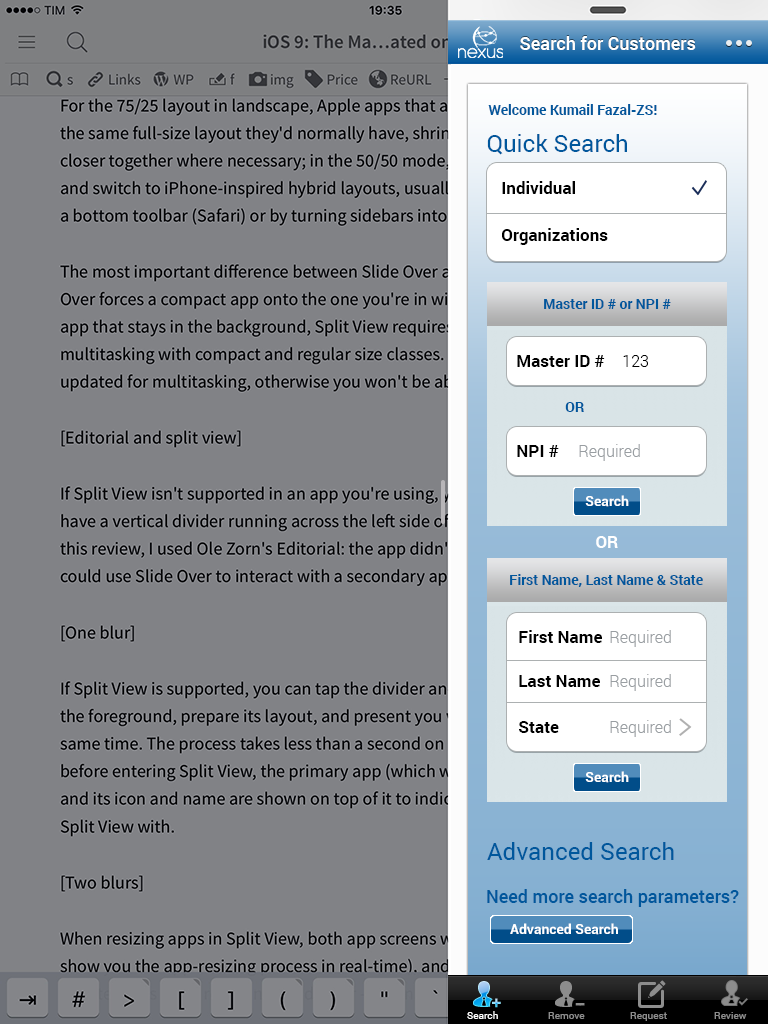 TIM
19:35
iOS 9: The Ma…ated or
s
Links
WP
f
img
Price
ReURL
For the 75/25 layout in landscape, Apple apps that a
the same full-size layout they'd normally have, shrin
closer together where necessary; in the 50/50 mode,
and switch to iPhone-inspired hybrid layouts, usuall
a bottom toolbar (Safari) or by turning sidebars into
The most important difference between Slide Over a
Over forces a compact app onto the one you're in wi
app that stays in the background, Split View require
multitasking with compact and regular size classes.
updated for multitasking, otherwise you won't be ab
[Editorial and split view]
If Split View isn't supported in an app you're using,
have a vertical divider running across the left side of
this review, I used Ole Zorn's Editorial: the app didn'
could use Slide Over to interact with a secondary ap
[One blur]
If Split View is supported, you can tap the divider an
the foreground, prepare its layout, and present you
same time. The process takes less than a second on
before entering Split View, the primary app (which w
and its icon and name are shown on top of it to indic
Split View with.
[Two blurs]
When resizing apps in Split View, both app screens w
show you the app-resizing process in real-time), and
⇥ # > [ ] ( ) " `
nexus
Search for Customers
Welcome Kumail Fazal-ZS!
Quick Search
Individual
Organizations
Master ID # or NPI #
Master ID # 123
OR
NPI # Required
Search
OR
First Name, Last Name & State
First Name Required
Last Name Required
State Required
Search
Advanced Search
Need more search parameters?
Advanced Search
Search
Remove
Request
Review